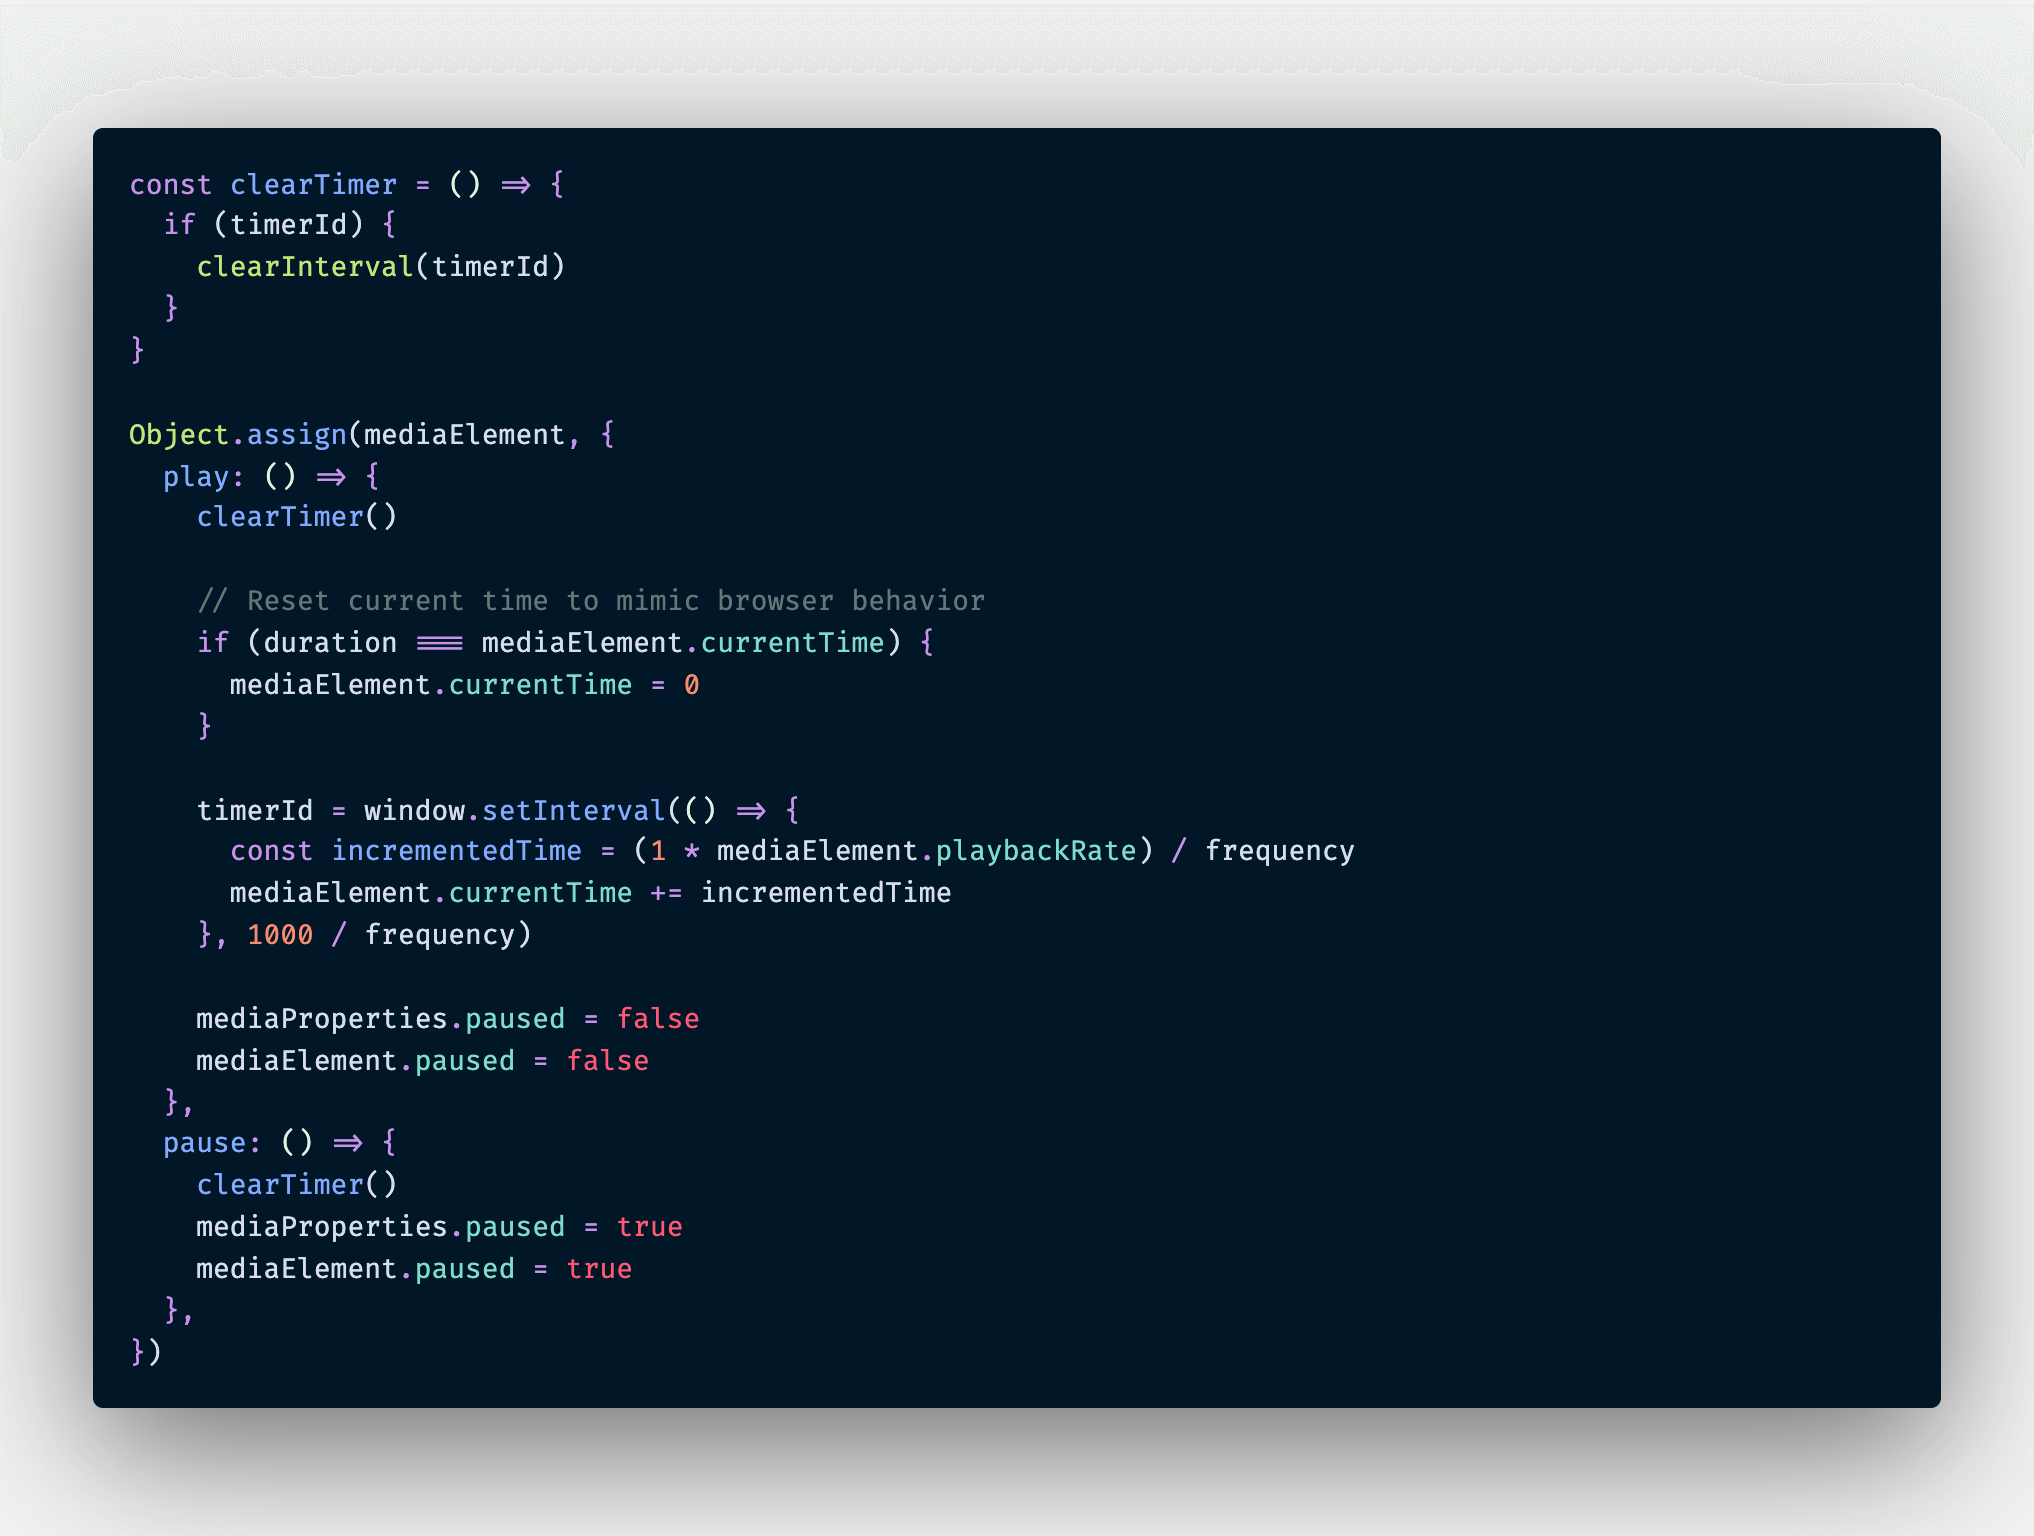 const clearTimer = () => {
  if (timerId) {
    clearInterval(timerId)
  }
}

Object.assign(mediaElement, {
  play: () => {
    clearTimer()

    // Reset current time to mimic browser behavior
    if (duration === mediaElement.currentTime) {
      mediaElement.currentTime = 0
    }

    timerId = window.setInterval(() => {
      const incrementedTime = (1 * mediaElement.playbackRate) / frequency
      mediaElement.currentTime += incrementedTime
    }, 1000 / frequency)

    mediaProperties.paused = false
    mediaElement.paused = false
  },
  pause: () => {
    clearTimer()
    mediaProperties.paused = true
    mediaElement.paused = true
  },
})